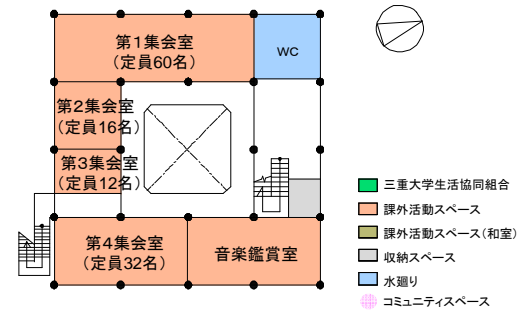 第1集会室
(定員60名)
WC
第2集会室
(定員16名)
第3集会室
(定員12名)
第4集会室
(定員32名)
音楽鑑賞室
三重大学生活協同組合
課外活動スペース
課外活動スペース(和室)
収納スペース
水廻り
コミュニティスペース